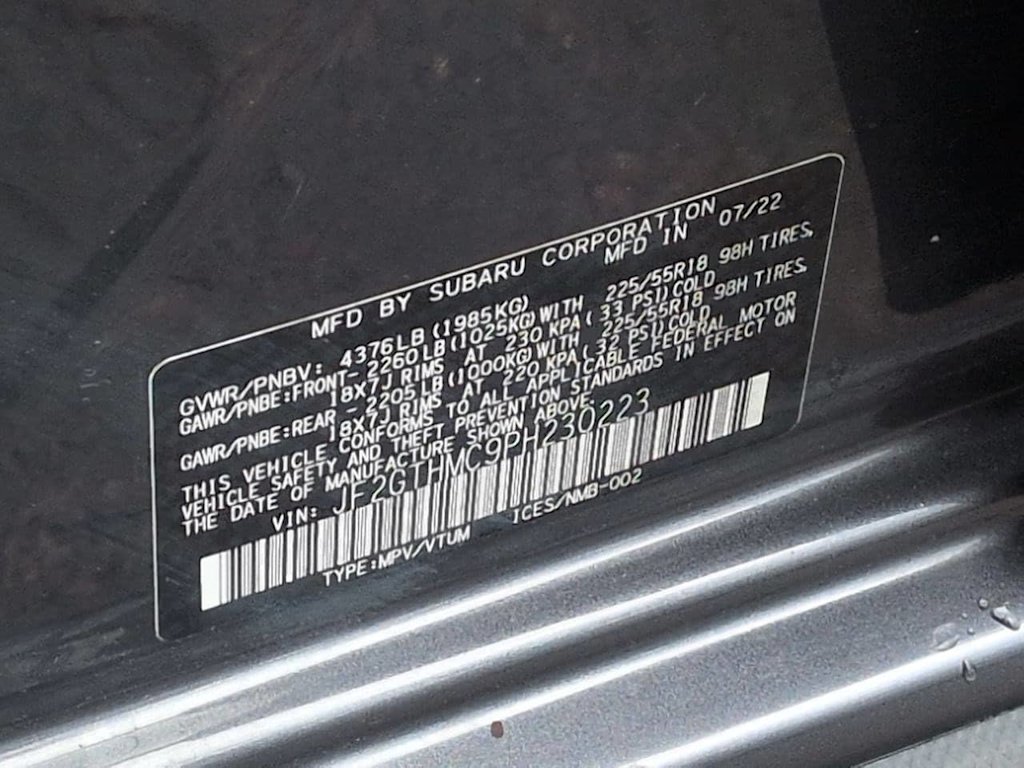 MFD BY SUBARU CORPORATION
MFD IN 07/22
GVWR/PNBV: 4376LB (1985KG)
GAWR/PNBE:FRONT- 2260LB(1025KG)WITH 225/55R18 98H TIRES,
18X7J RIMS AT 230 KPA( 33 PSI)COLD
GAWR/PNBE:REAR - 2205LB(1000KG)WITH 225/55R18 98H TIRES,
18X7J RIMS AT 220 KPA( 32 PSI)COLD
THIS VEHICLE CONFORMS TO ALL APPLICABLE FEDERAL MOTOR
VEHICLE SAFETY AND THEFT PREVENTION STANDARDS IN EFFECT ON
THE DATE OF MANUFACTURE SHOWN ABOVE.
VIN: JF2GTHMC9PH230223
TYPE:MPV/VTUM ICES/NMB-002